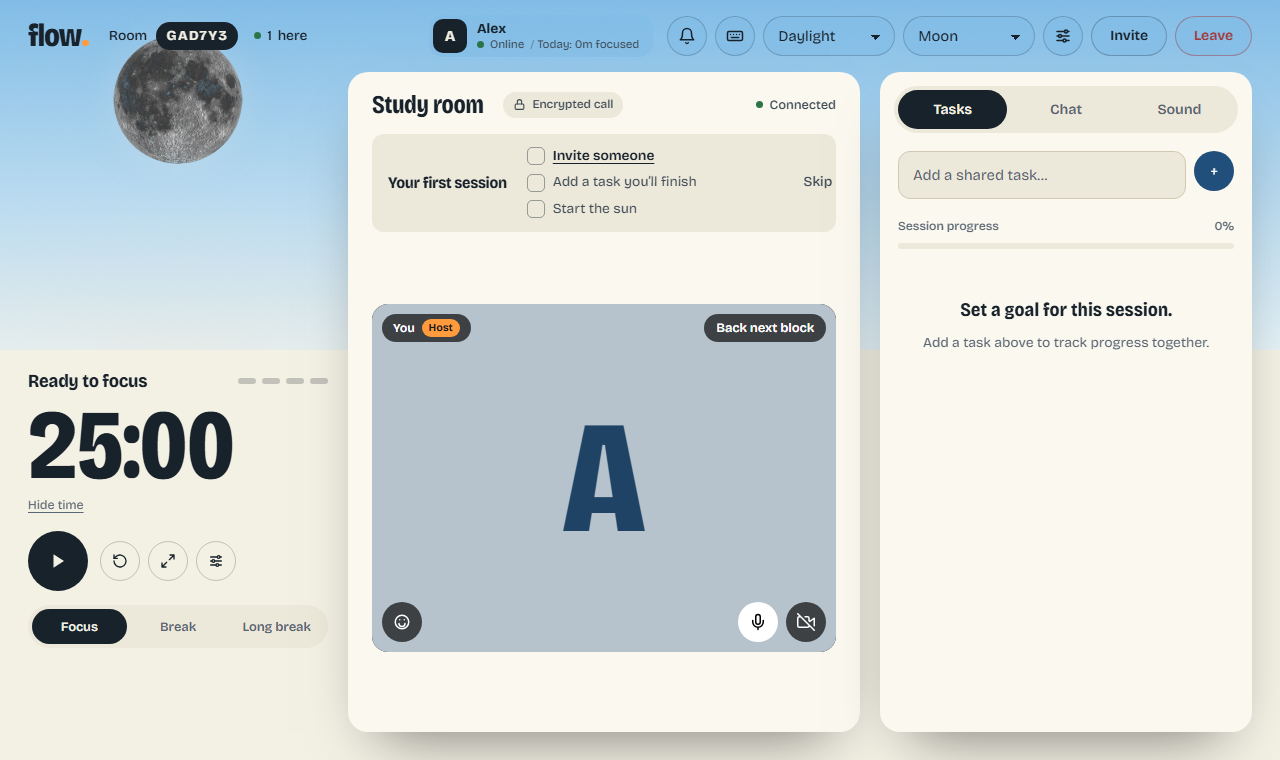 flow.
Room GAD7Y3 1 here
A
Alex
Online / Today: 0m focused
Daylight
Moon
Invite
Leave
Study room
Encrypted call
Connected
Your first session
Invite someone
Add a task you'll finish
Start the sun
Skip
You Host
Back next block
A
Tasks
Chat
Sound
Add a shared task...
+
Session progress
0%
Set a goal for this session.
Add a task above to track progress together.
Ready to focus
25:00
Hide time
Focus
Break
Long break